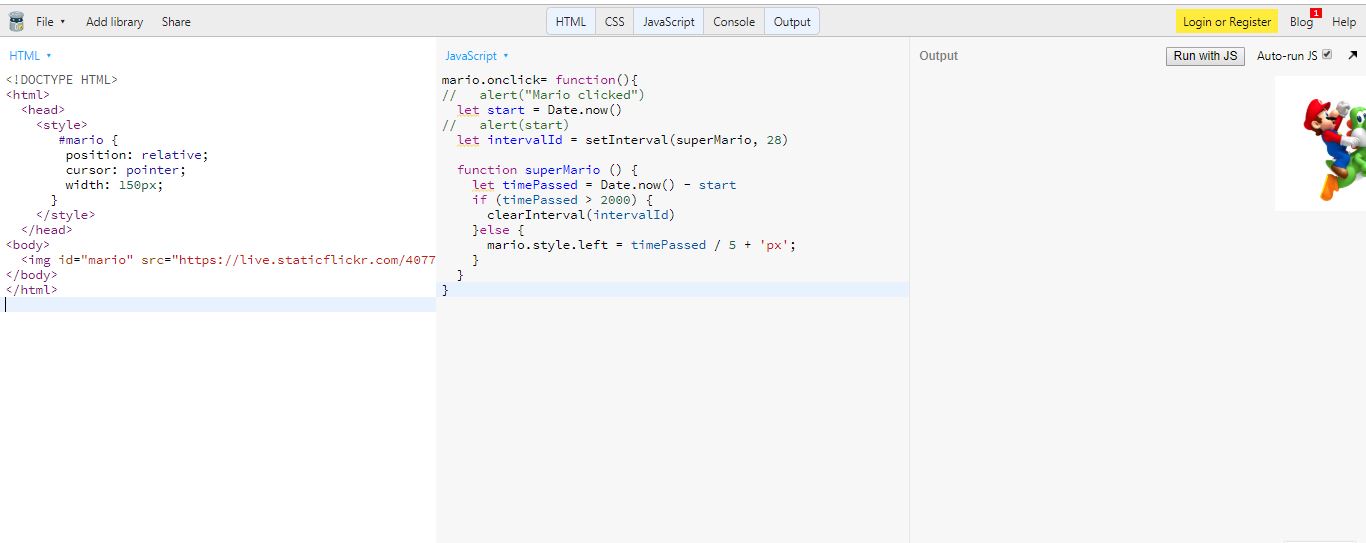 File Add library Share HTML CSS JavaScript Console Output Login or Register Blog 1 Help
HTML
<!DOCTYPE HTML>
<html>
  <head>
    <style>
       #mario {
        position: relative;
        cursor: pointer;
        width: 150px;
      }
    </style>
  </head>
<body>
  <img id="mario" src="https://live.staticflickr.com/4077
</body>
</html>
JavaScript
mario.onclick= function(){
//   alert("Mario clicked")
  let start = Date.now()
//   alert(start)
  let intervalId = setInterval(superMario, 28)

  function superMario () {
    let timePassed = Date.now() - start
    if (timePassed > 2000) {
      clearInterval(intervalId)
    }else {
      mario.style.left = timePassed / 5 + 'px';
    }
  }
}
Output Run with JS Auto-run JS